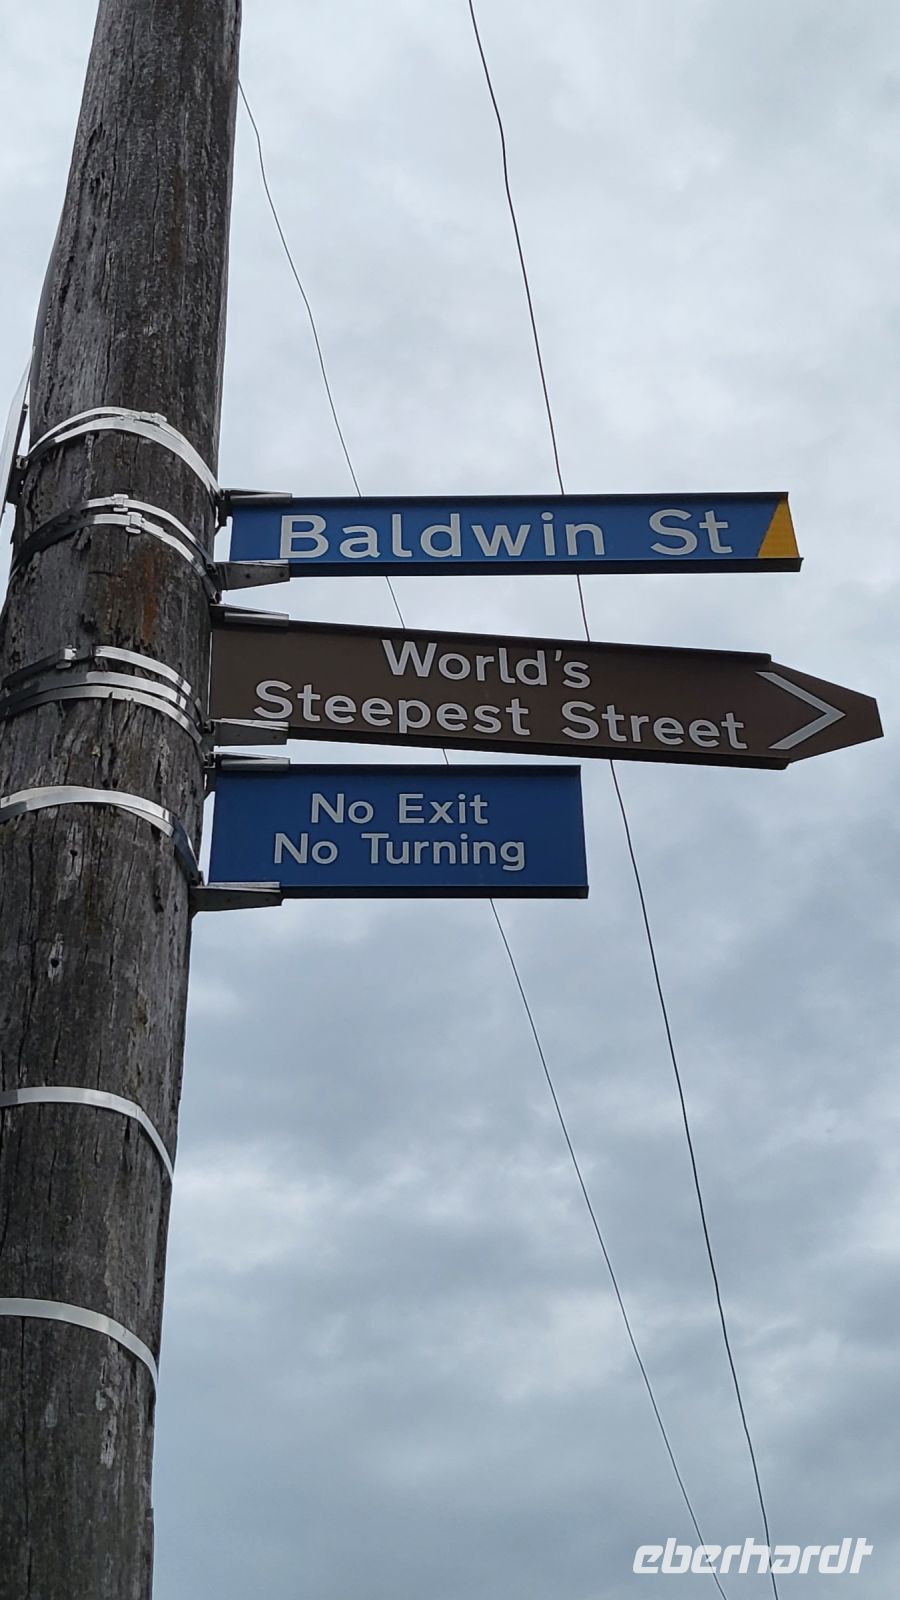 Baldwin St
World's
Steepest Street
No Exit
No Turning
eberhardt